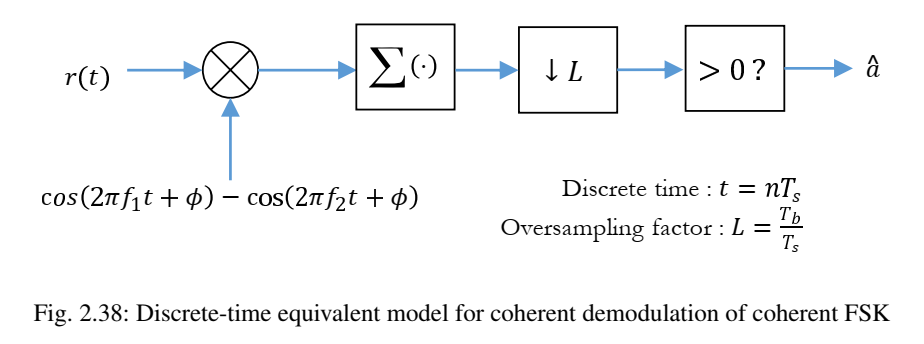 r(t) ∑(·) ↓ L > 0 ? â
cos(2πf₁t + ϕ) − cos(2πf₂t + ϕ)
Discrete time : t = nTₛ
Oversampling factor : L = T_b/Tₛ
Fig. 2.38: Discrete-time equivalent model for coherent demodulation of coherent FSK